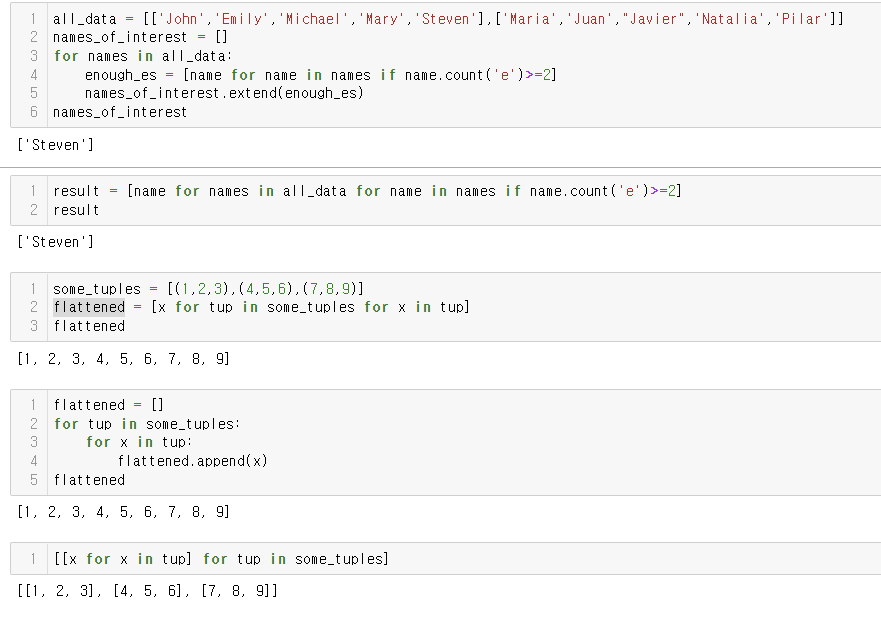 1 all_data = [['John','Emily','Michael','Mary','Steven'],['Maria','Juan',"Javier",'Natalia','Pilar']]
2 names_of_interest = []
3 for names in all_data:
4     enough_es = [name for name in names if name.count('e')>=2]
5     names_of_interest.extend(enough_es)
6 names_of_interest
['Steven']
1 result = [name for names in all_data for name in names if name.count('e')>=2]
2 result
['Steven']
1 some_tuples = [(1,2,3),(4,5,6),(7,8,9)]
2 flattened = [x for tup in some_tuples for x in tup]
3 flattened
[1, 2, 3, 4, 5, 6, 7, 8, 9]
1 flattened = []
2 for tup in some_tuples:
3     for x in tup:
4         flattened.append(x)
5 flattened
[1, 2, 3, 4, 5, 6, 7, 8, 9]
1 [[x for x in tup] for tup in some_tuples]
[[1, 2, 3], [4, 5, 6], [7, 8, 9]]